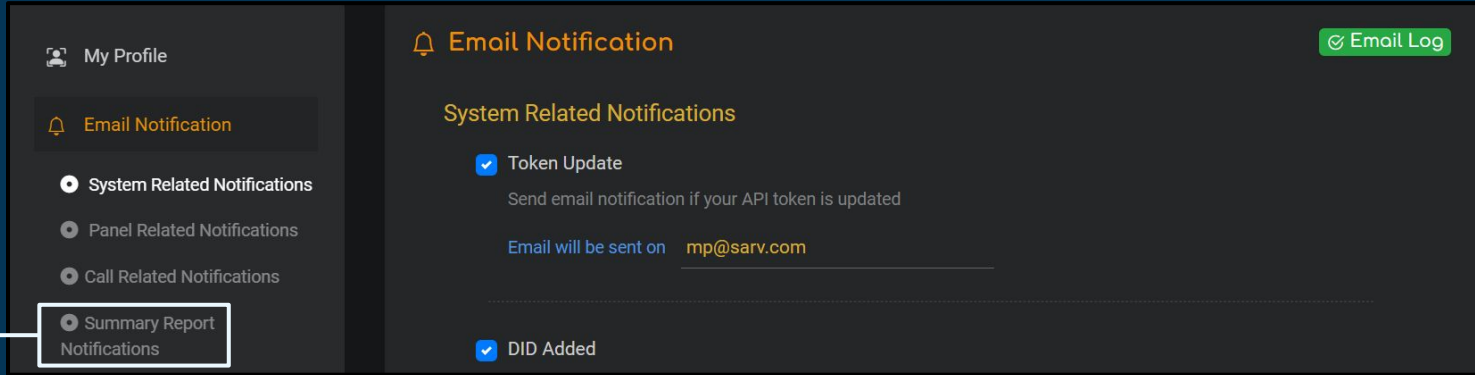 My Profile
Email Notification
System Related Notifications
Panel Related Notifications
Call Related Notifications
Summary Report
Notifications
Email Notification
Email Log
System Related Notifications
Token Update
Send email notification if your API token is updated
Email will be sent on mp@sarv.com
DID Added